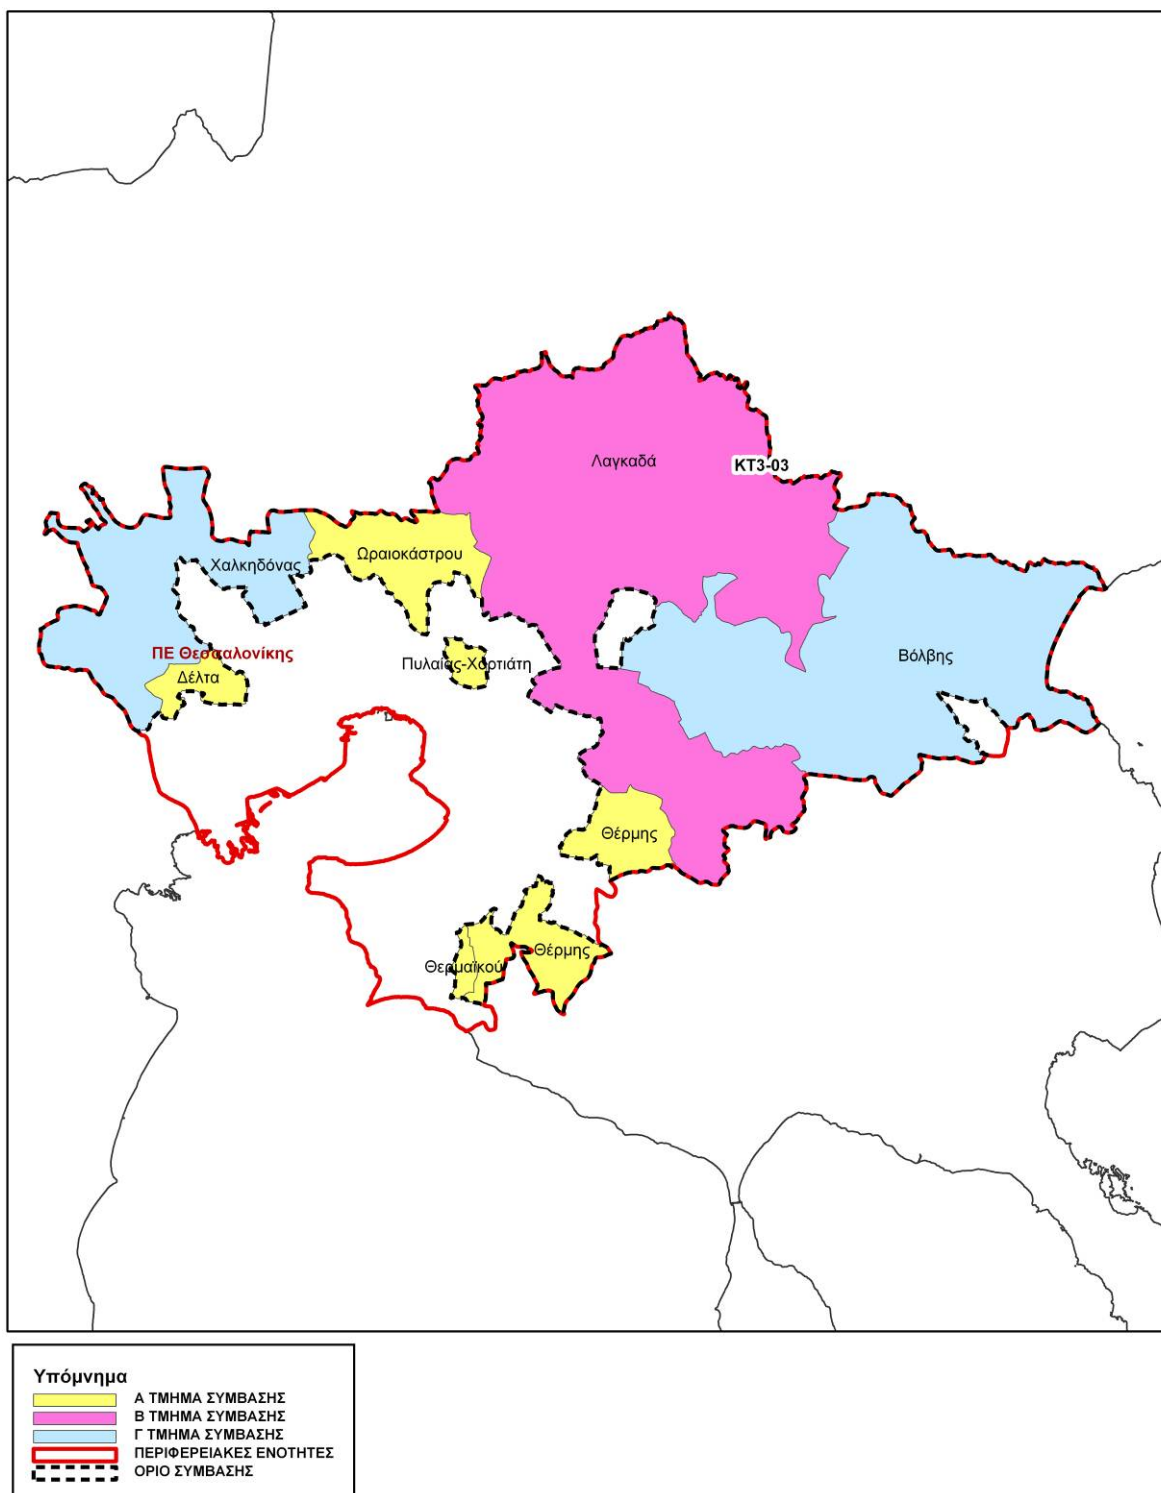 Λαγκαδά
ΚΤ3-03
Ωραιοκάστρου
Χαλκηδόνας
ΠΕ Θεσσαλονίκης
Πυλαίας-Χορτιάτη
Βόλβης
Δέλτα
Θέρμης
Θέρμης
Θερμαϊκού
Υπόμνημα
Α ΤΜΗΜΑ ΣΥΜΒΑΣΗΣ
Β ΤΜΗΜΑ ΣΥΜΒΑΣΗΣ
Γ ΤΜΗΜΑ ΣΥΜΒΑΣΗΣ
ΠΕΡΙΦΕΡΕΙΑΚΕΣ ΕΝΟΤΗΤΕΣ
ΟΡΙΟ ΣΥΜΒΑΣΗΣ